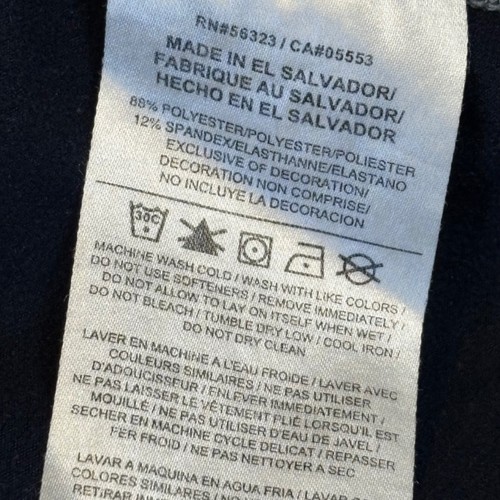 RN#56323 / CA#05553
MADE IN EL SALVADOR/
FABRIQUE AU SALVADOR/
HECHO EN EL SALVADOR
88% POLYESTER/POLYESTER/POLIESTER
12% SPANDEX/ELASTHANNE/ELASTANO
EXCLUSIVE OF DECORATION/
DECORATION NON COMPRISE/
NO INCLUYE LA DECORACION
30C
MACHINE WASH COLD / WASH WITH LIKE COLORS /
DO NOT USE SOFTENERS / REMOVE IMMEDIATELY /
DO NOT ALLOW TO LAY ON ITSELF WHEN WET /
DO NOT BLEACH / TUMBLE DRY LOW / COOL IRON /
DO NOT DRY CLEAN
LAVER EN MACHINE A L'EAU FROIDE / LAVER AVEC
COULEURS SIMILAIRES / NE PAS UTILISER
D'ADOUCISSEUR / ENLEVER IMMEDIATEMENT /
NE PAS LAISSER LE VÊTEMENT PLIÉ LORSQU'IL EST
MOUILLÉ / NE PAS UTILISER D'EAU DE JAVEL /
SECHER EN MACHINE CYCLE DELICAT / REPASSER
FER FROID / NE PAS NETTOYER A SEC
LAVAR A MAQUINA EN AGUA FRIA / LAVAR CO
COLORES SIMILARES / NO U
RETIRAR INM